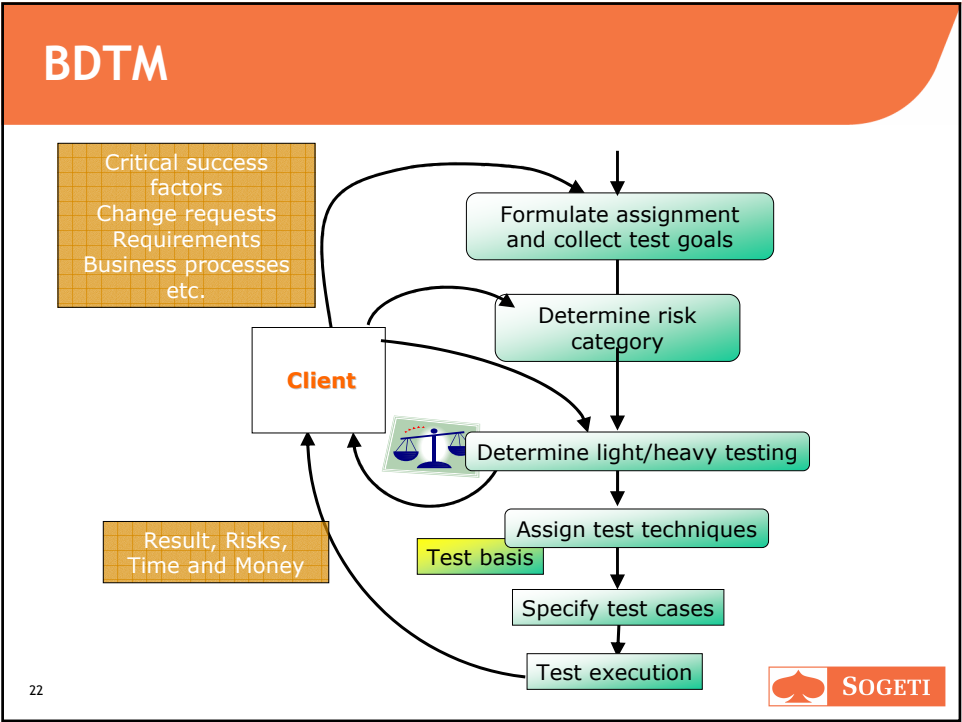 BDTM
Critical success
factors
Change requests
Requirements
Business processes
etc.
Formulate assignment
and collect test goals
Determine risk
category
Client
Determine light/heavy testing
Assign test techniques
Result, Risks,
Time and Money
Test basis
Specify test cases
Test execution
22
SOGETI